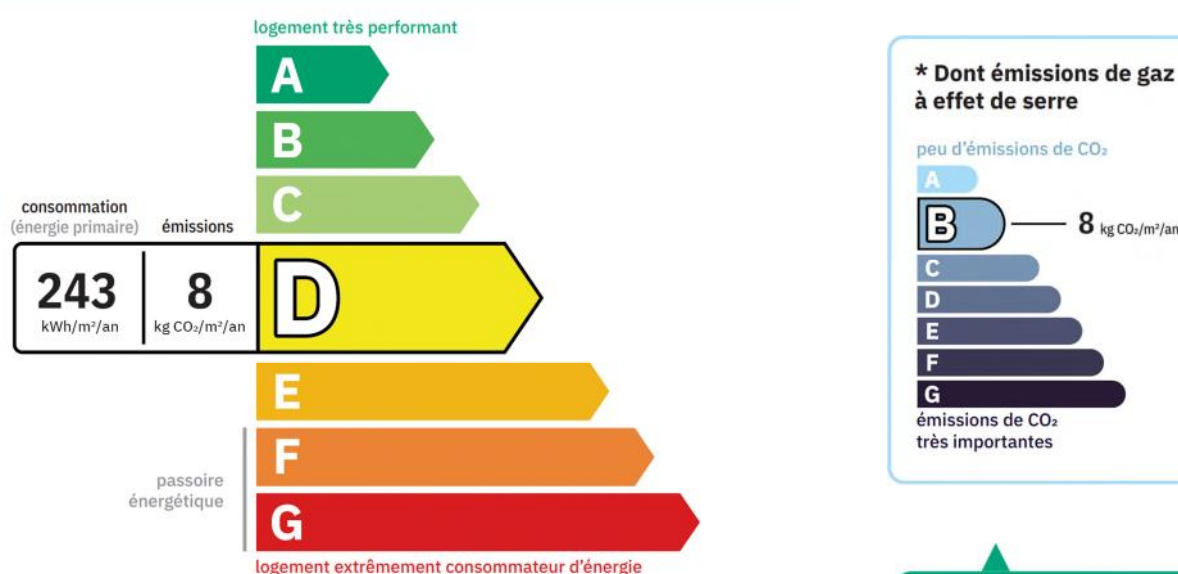 logement très performant
A
B
C
consommation
(énergie primaire)
émissions
243
kWh/m²/an
8
kg CO₂/m²/an
D
E
F
passoire
énergétique
G
logement extrêmement consommateur d'énergie
* Dont émissions de gaz
à effet de serre
peu d'émissions de CO₂
A
B
8 kg CO₂/m²/an
C
D
E
F
G
émissions de CO₂
très importantes